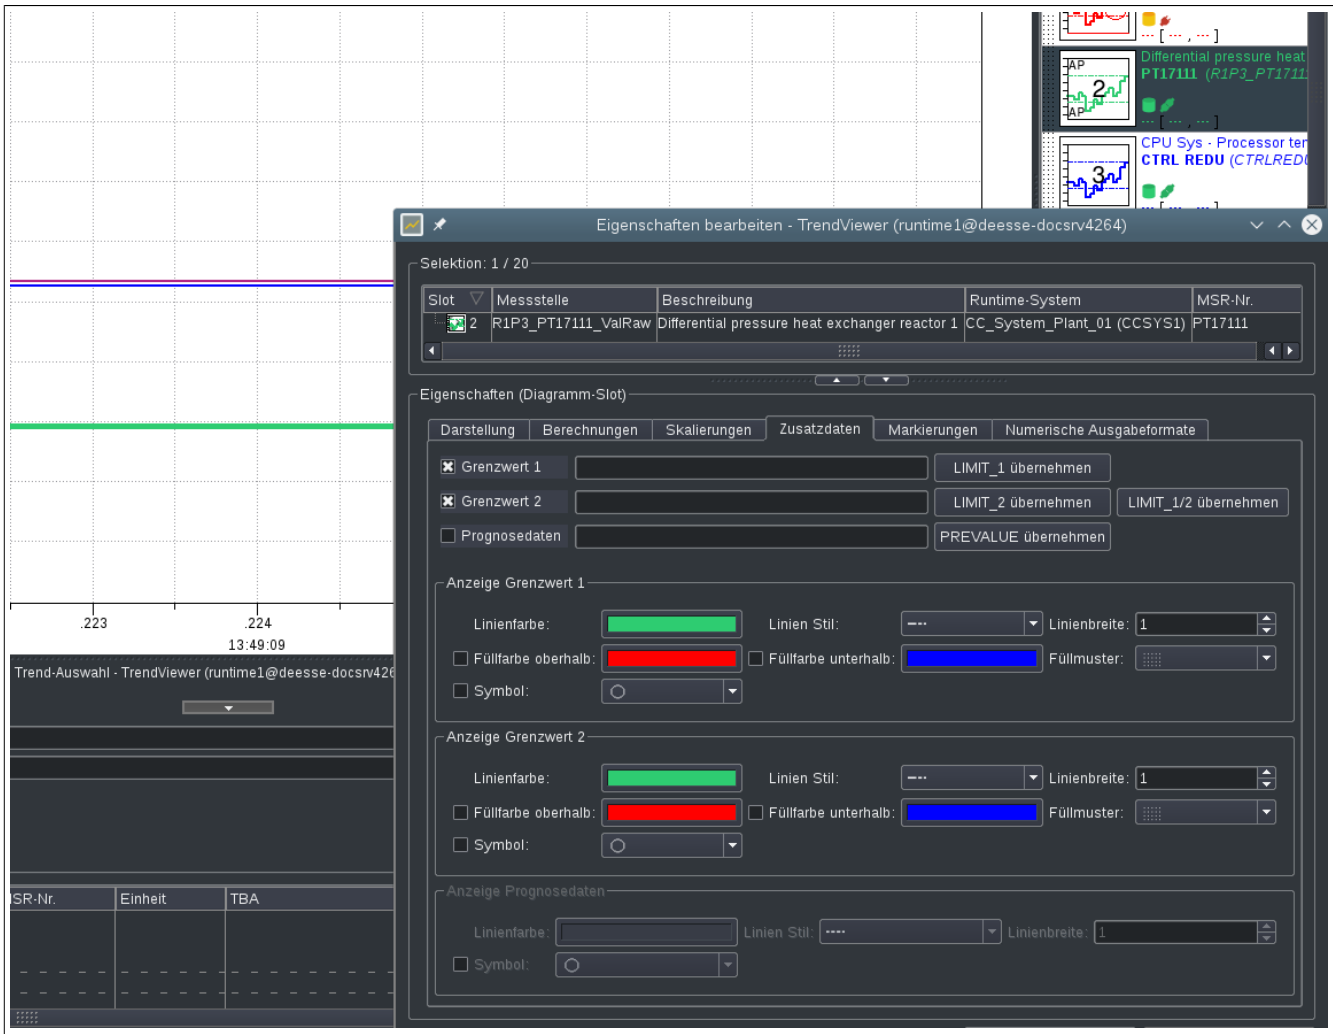 --- [ --- , --- ]
AP
2
AP
Differential pressure heat
PT17111 (R1P3_PT1711
--- [ --- , --- ]
3
CPU Sys - Processor ter
CTRL REDU (CTRLREDU
--- [ --- , --- ]
Eigenschaften bearbeiten - TrendViewer (runtime1@deesse-docsrv4264)
Selektion: 1 / 20
Slot Messstelle Beschreibung Runtime-System MSR-Nr.
2 R1P3_PT17111_ValRaw Differential pressure heat exchanger reactor 1 CC_System_Plant_01 (CCSYS1) PT17111
Eigenschaften (Diagramm-Slot)
Darstellung Berechnungen Skalierungen Zusatzdaten Markierungen Numerische Ausgabeformate
Grenzwert 1 LIMIT_1 übernehmen
Grenzwert 2 LIMIT_2 übernehmen LIMIT_1/2 übernehmen
Prognosedaten PREVALUE übernehmen
Anzeige Grenzwert 1
Linienfarbe: Linien Stil: Linienbreite: 1
Füllfarbe oberhalb: Füllfarbe unterhalb: Füllmuster:
Symbol:
Anzeige Grenzwert 2
Linienfarbe: Linien Stil: Linienbreite: 1
Füllfarbe oberhalb: Füllfarbe unterhalb: Füllmuster:
Symbol:
Anzeige Prognosedaten
Linienfarbe: Linien Stil: Linienbreite: 1
Symbol:
.223 .224
13:49:09
Trend-Auswahl - TrendViewer (runtime1@deesse-docsrv426
SR-Nr. Einheit TBA